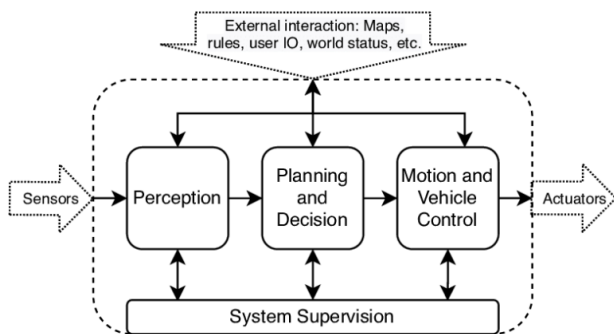 External interaction: Maps,
rules, user IO, world status, etc.
Sensors
Perception
Planning
and
Decision
Motion and
Vehicle
Control
Actuators
System Supervision